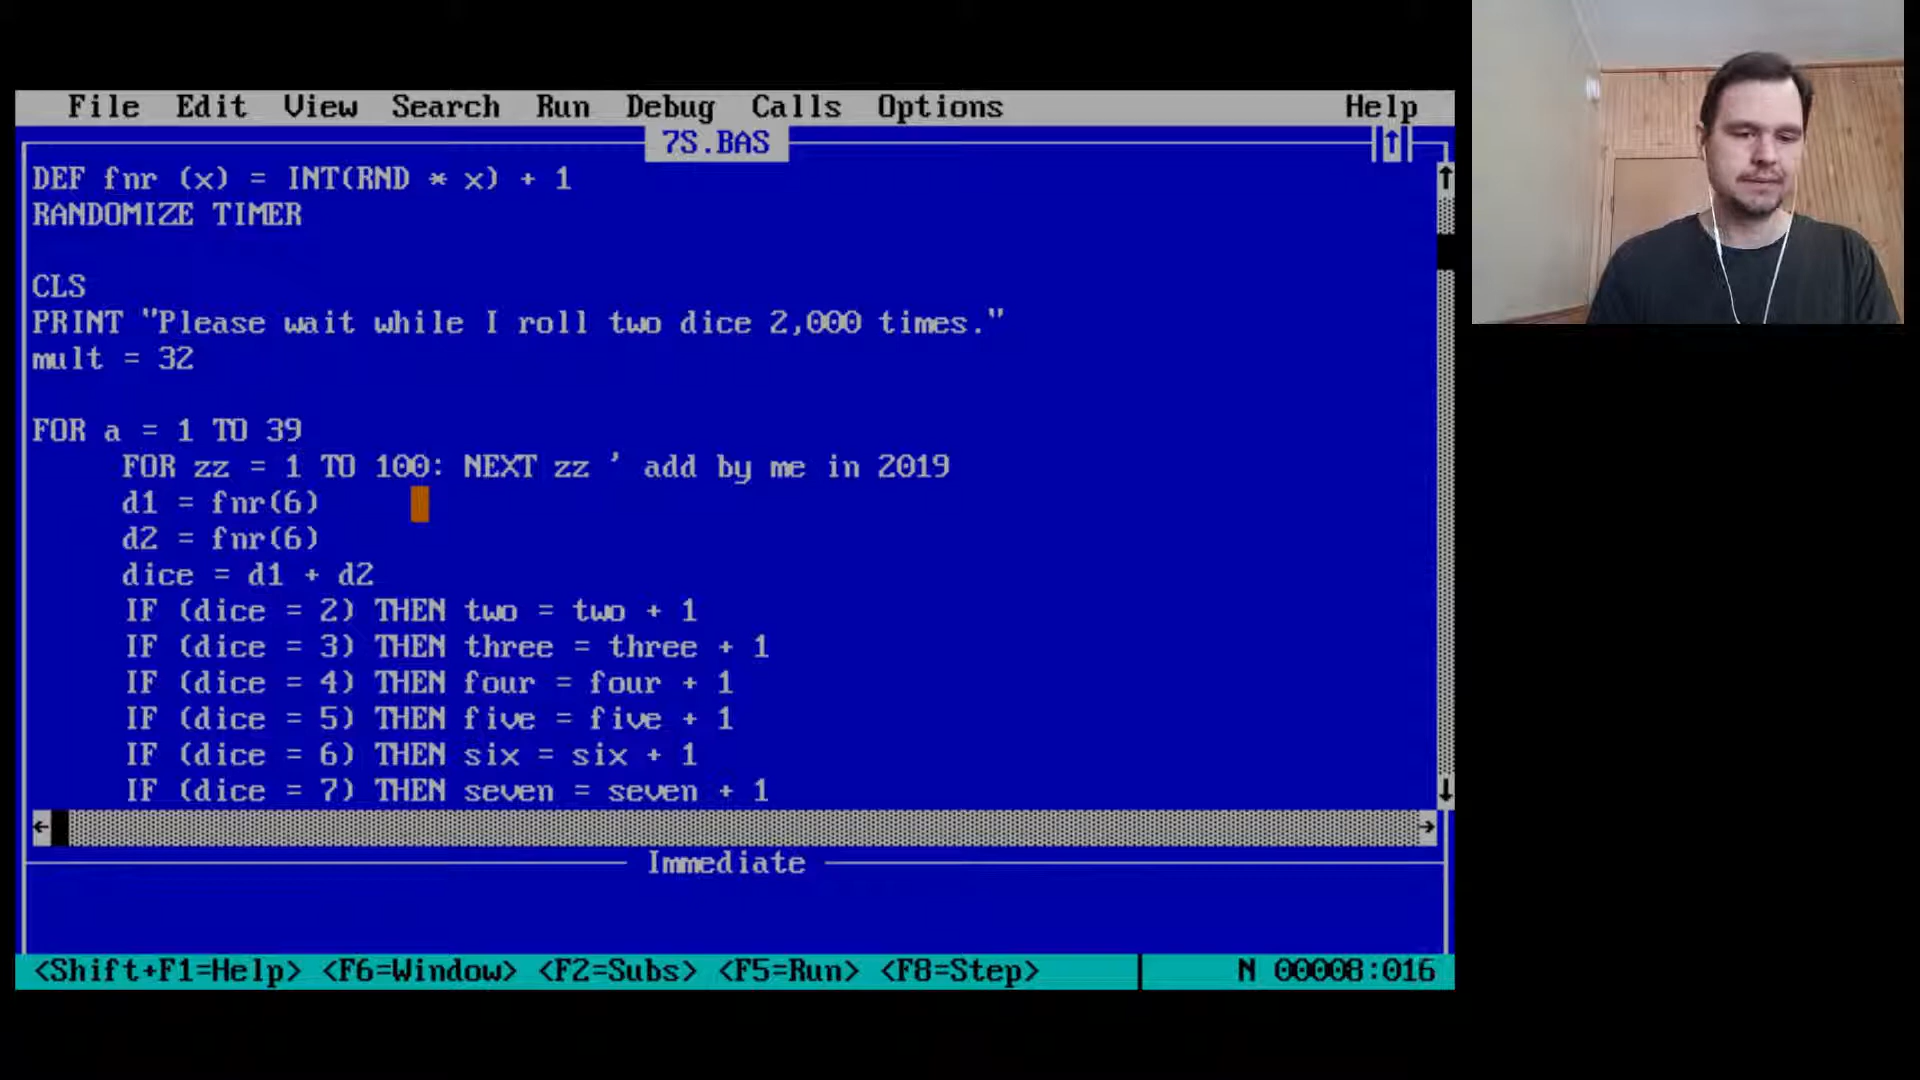 File Edit View Search Run Debug Calls Options Help
7S.BAS
DEF fnr (x) = INT(RND * x) + 1
RANDOMIZE TIMER
CLS
PRINT "Please wait while I roll two dice 2,000 times."
mult = 32
FOR a = 1 TO 39
FOR zz = 1 TO 100: NEXT zz ' add by me in 2019
d1 = fnr(6)
d2 = fnr(6)
dice = d1 + d2
IF (dice = 2) THEN two = two + 1
IF (dice = 3) THEN three = three + 1
IF (dice = 4) THEN four = four + 1
IF (dice = 5) THEN five = five + 1
IF (dice = 6) THEN six = six + 1
IF (dice = 7) THEN seven = seven + 1
Immediate
<Shift+F1=Help> <F6=Window> <F2=Subs> <F5=Run> <F8=Step> N 00008:016